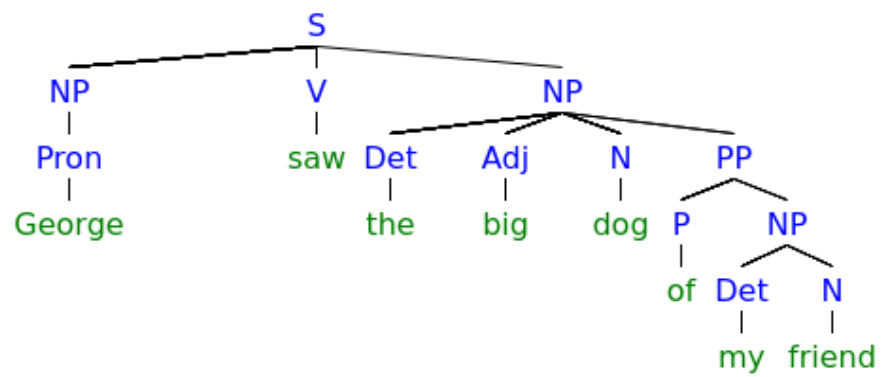 S
NP V NP
Pron saw Det Adj N PP
George the big dog P NP
of Det N
my friend